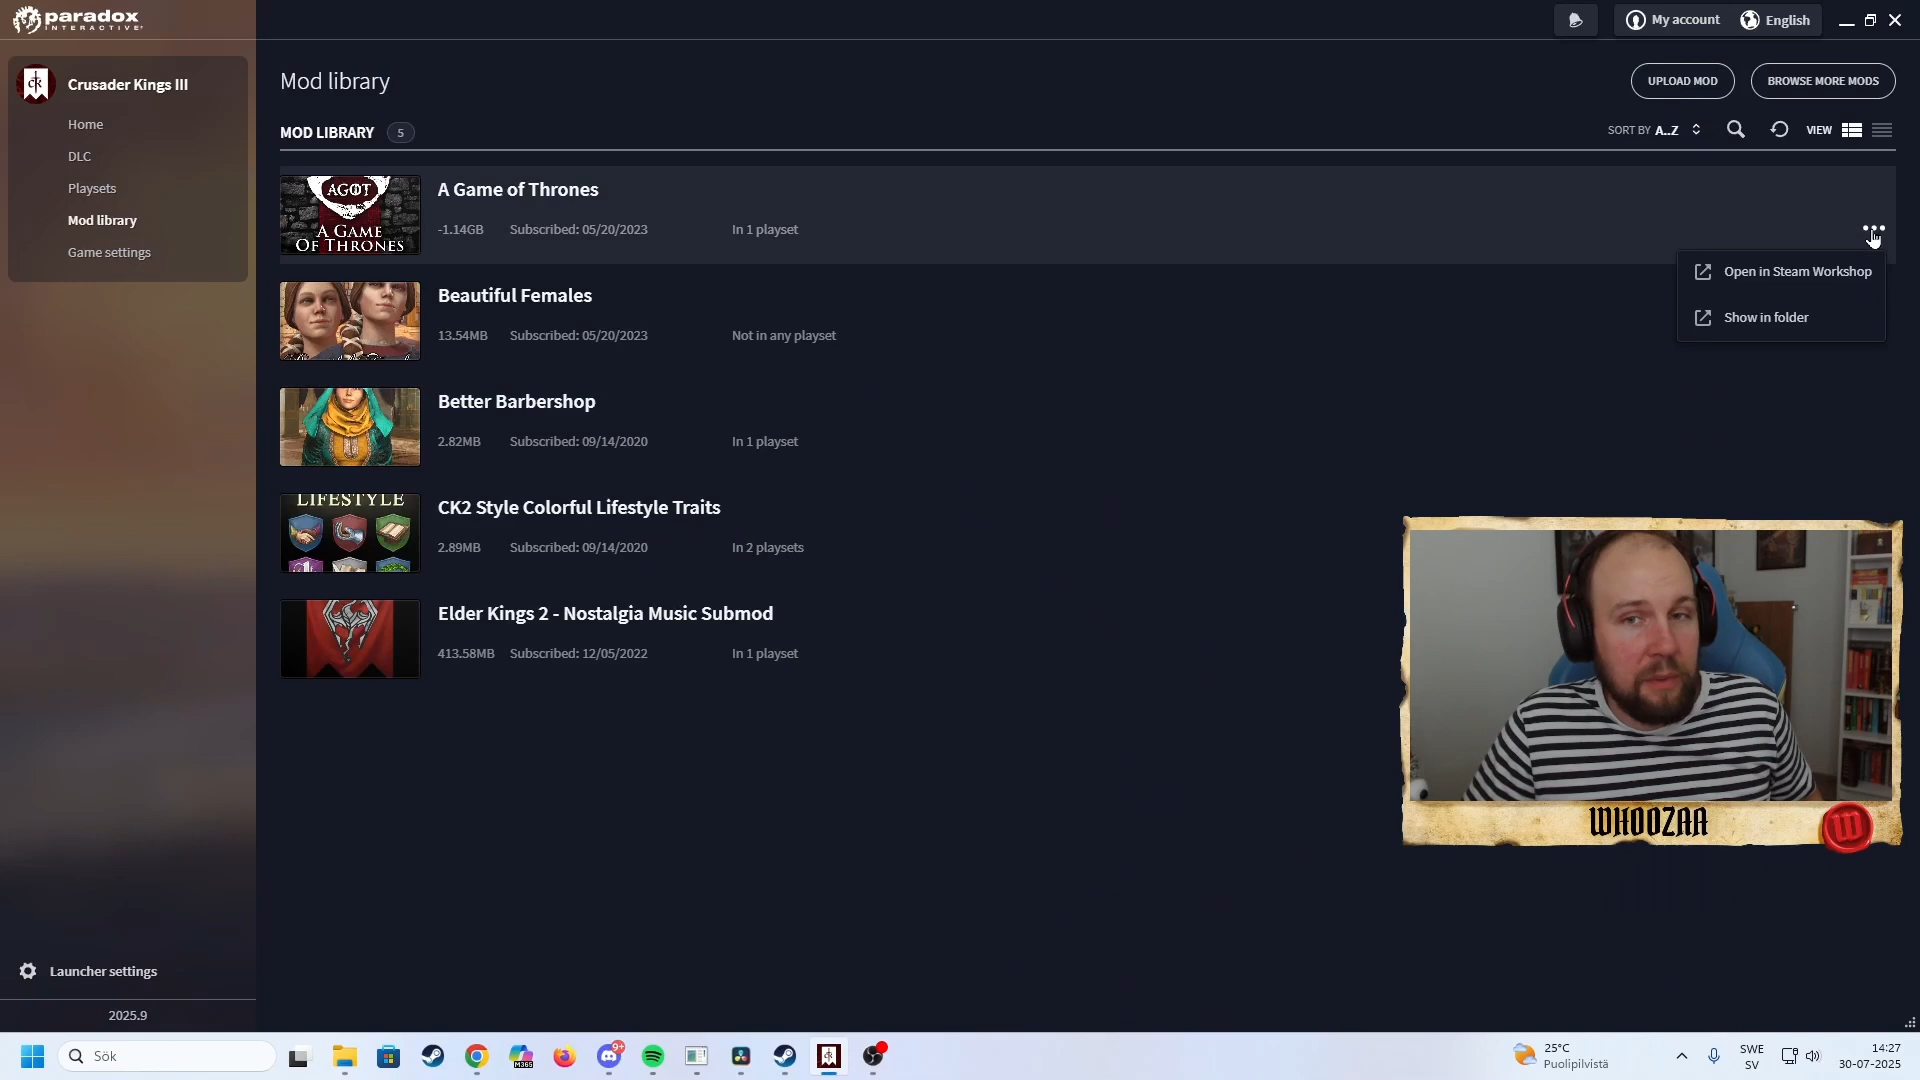 paradox
INTERACTIVE
My account
English
Crusader Kings III
Home
DLC
Playsets
Mod library
Game settings
Mod library
UPLOAD MOD
BROWSE MORE MODS
MOD LIBRARY 5
SORT BY A..Z
VIEW
AGOT
A GAME
OF THRONES
A Game of Thrones
-1.14GB Subscribed: 05/20/2023 In 1 playset
Open in Steam Workshop
Show in folder
Beautiful Females
13.54MB Subscribed: 05/20/2023 Not in any playset
Better Barbershop
2.82MB Subscribed: 09/14/2020 In 1 playset
LIFESTYLE
CK2 Style Colorful Lifestyle Traits
2.89MB Subscribed: 09/14/2020 In 2 playsets
Elder Kings 2 - Nostalgia Music Submod
413.58MB Subscribed: 12/05/2022 In 1 playset
WHOOZAA
W
Launcher settings
2025.9
Sök
M365
9+
25°C
Puolipilvistä
SWE
SV
14:27
30-07-2025